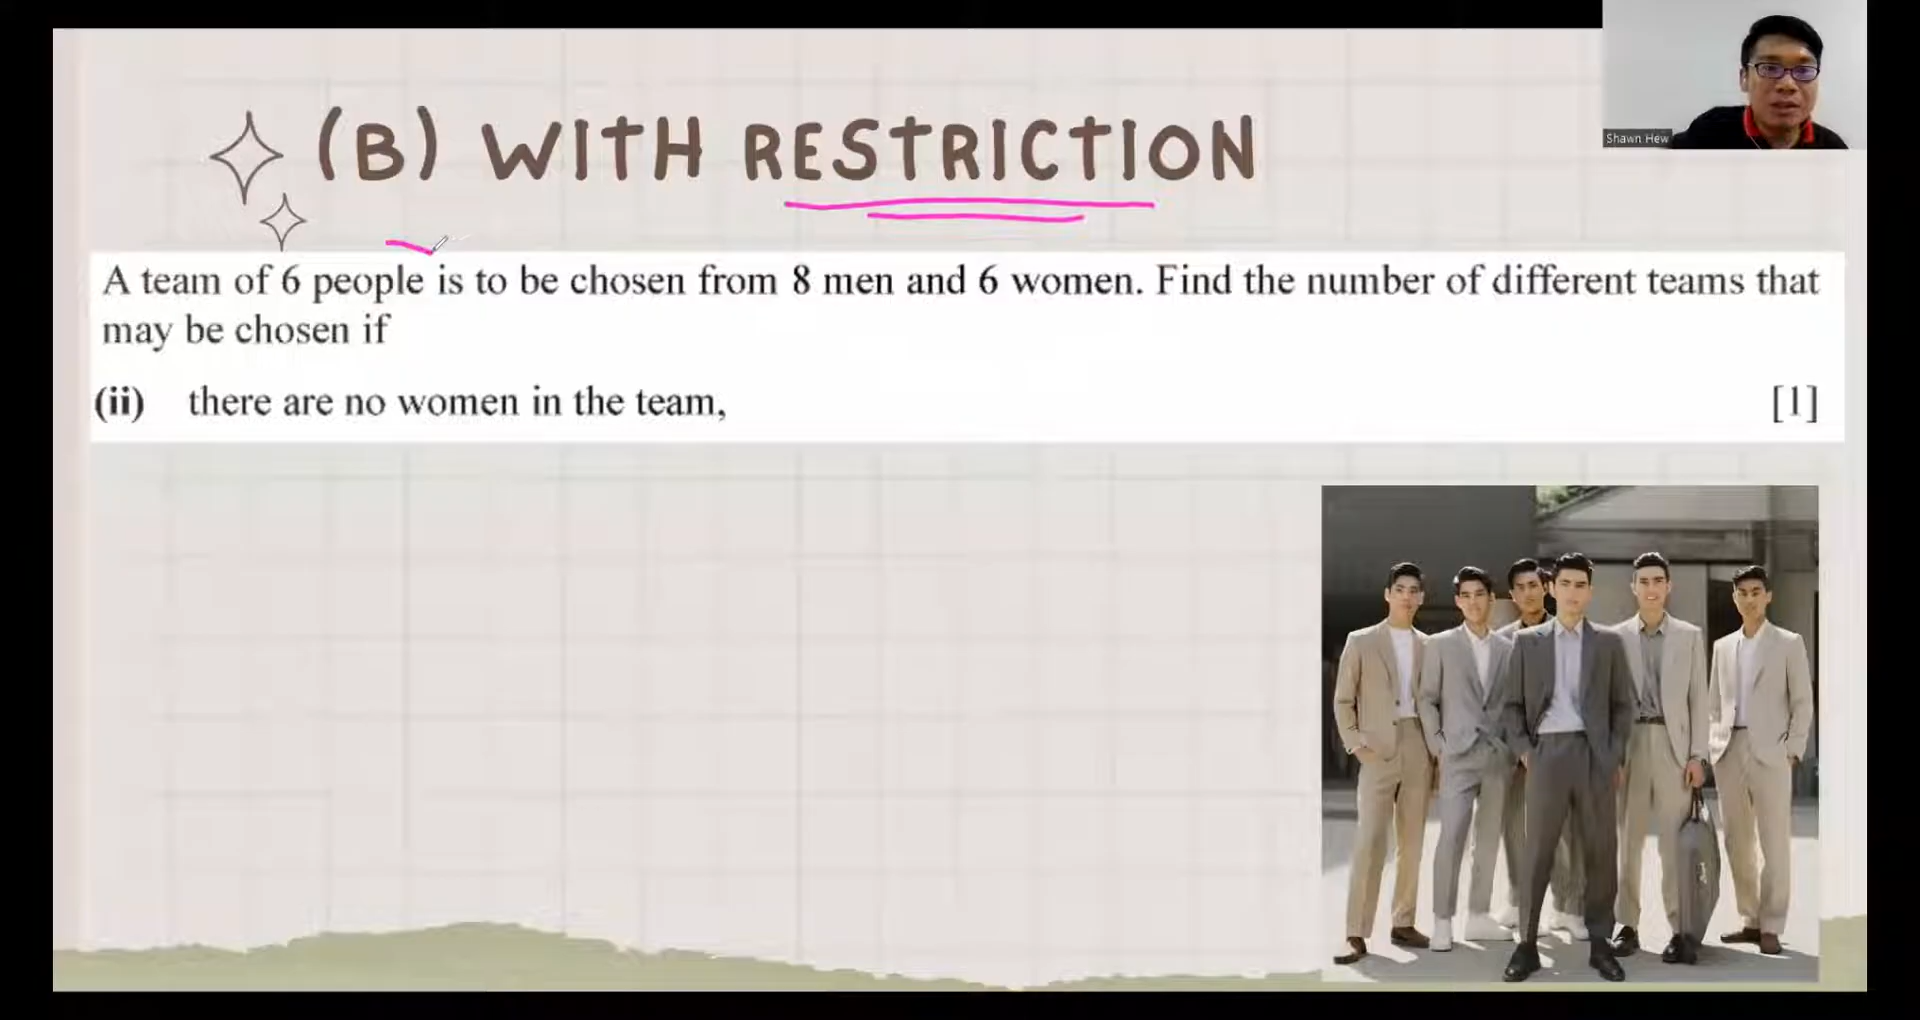 (B) WITH RESTRICTION
Shawn Hew
A team of 6 people is to be chosen from 8 men and 6 women. Find the number of different teams that
may be chosen if
(ii) there are no women in the team, [1]